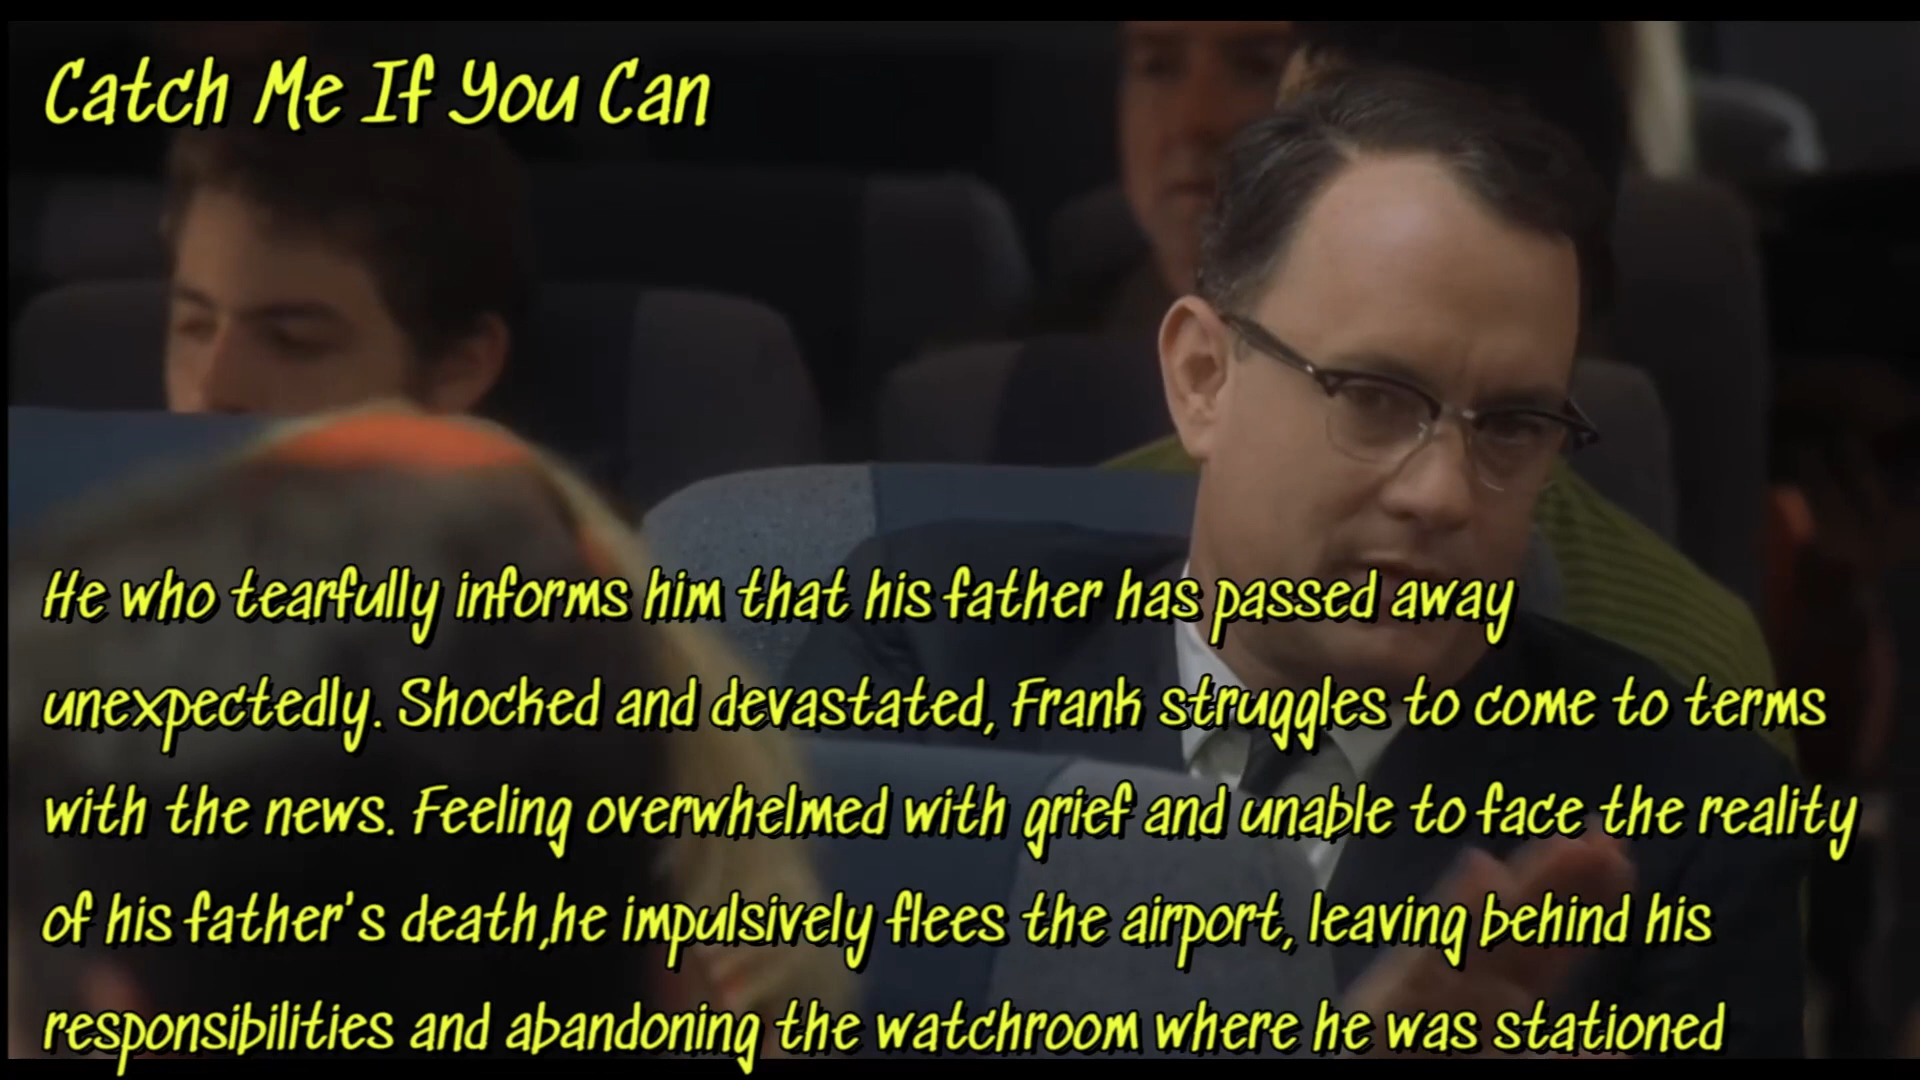 Catch Me If You Can
He who tearfully informs him that his father has passed away
unexpectedly. Shocked and devastated, Frank struggles to come to terms
with the news. Feeling overwhelmed with grief and unable to face the reality
of his father's death,he impulsively flees the airport, leaving behind his
responsibilities and abandoning the watchroom where he was stationed